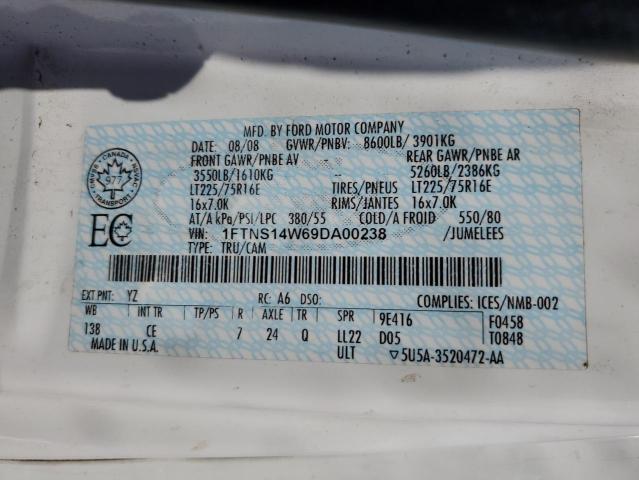 MFD. BY FORD MOTOR COMPANY
DATE: 08/08 GVWR/PNBV: 8600LB/ 3901KG
FRONT GAWR/PNBE AV -- REAR GAWR/PNBE AR
3550LB/1610KG -- 5260LB/2386KG
LT225/75R16E TIRES/PNEUS LT225/75R16E
16x7.0K RIMS/JANTES 16x7.0K
AT/A kPa/PSI/LPC 380/55 COLD/A FROID 550/80
VIN: 1FTNS14W69DA00238 /JUMELEES
TYPE: TRU/CAM
CANADA
977
TRANSPORT
EC
EXT PNT: YZ RC: A6 DSO: COMPLIES: ICES/NMB-002
WB INT TR TP/PS R AXLE TR SPR 9E416 F0458
138 CE 7 24 Q LL22 D05 T0848
MADE IN U.S.A. ULT ▽5U5A-3520472-AA